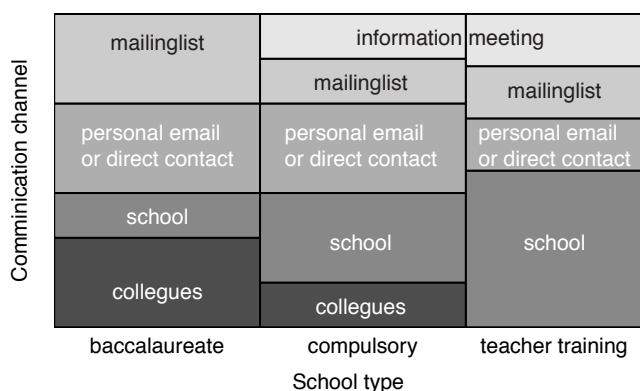 Comminication channel
mailinglist
information meeting
mailinglist
mailinglist
personal email
or direct contact
personal email
or direct contact
personal email
or direct contact
school
school
school
collegues
collegues
baccalaureate
compulsory
teacher training
School type